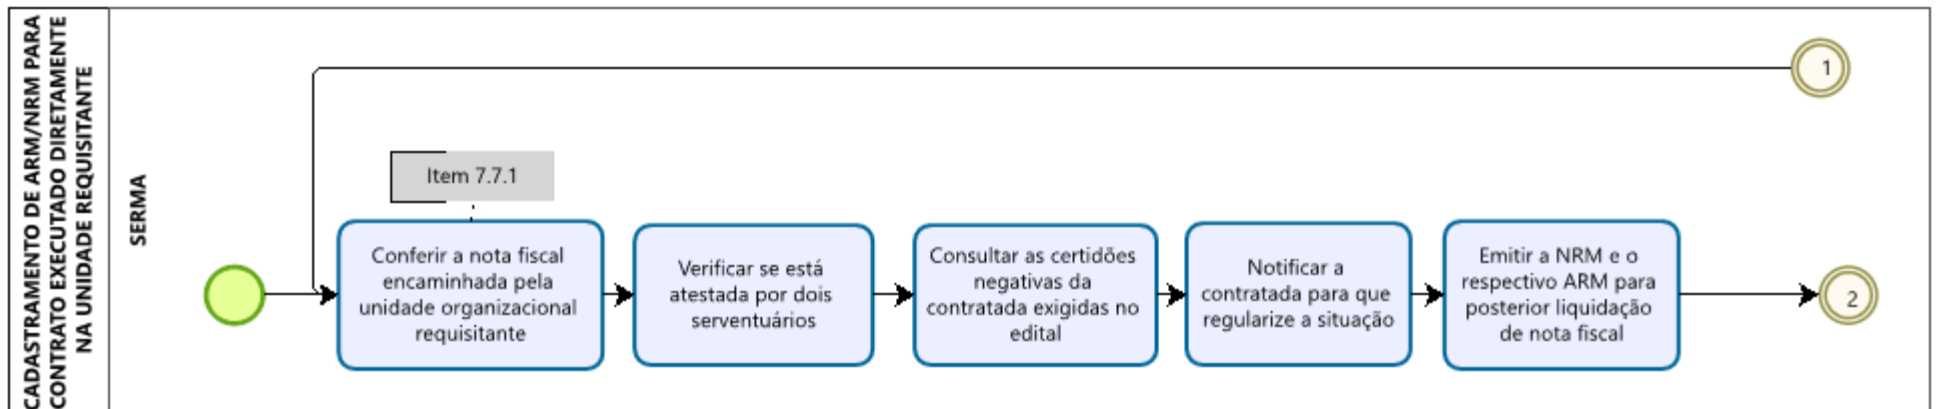 CADASTRAMENTO DE ARM/NRM PARA
CONTRATO EXECUTADO DIRETAMENTE
NA UNIDADE REQUISITANTE
SERMA
1
Item 7.7.1
Conferir a nota fiscal
encaminhada pela
unidade organizacional
requisitante
Verificar se está
atestada por dois
serventuários
Consultar as certidões
negativas da
contratada exigidas no
edital
Notificar a
contratada para que
regularize a situação
Emitir a NRM e o
respectivo ARM para
posterior liquidação
de nota fiscal
2